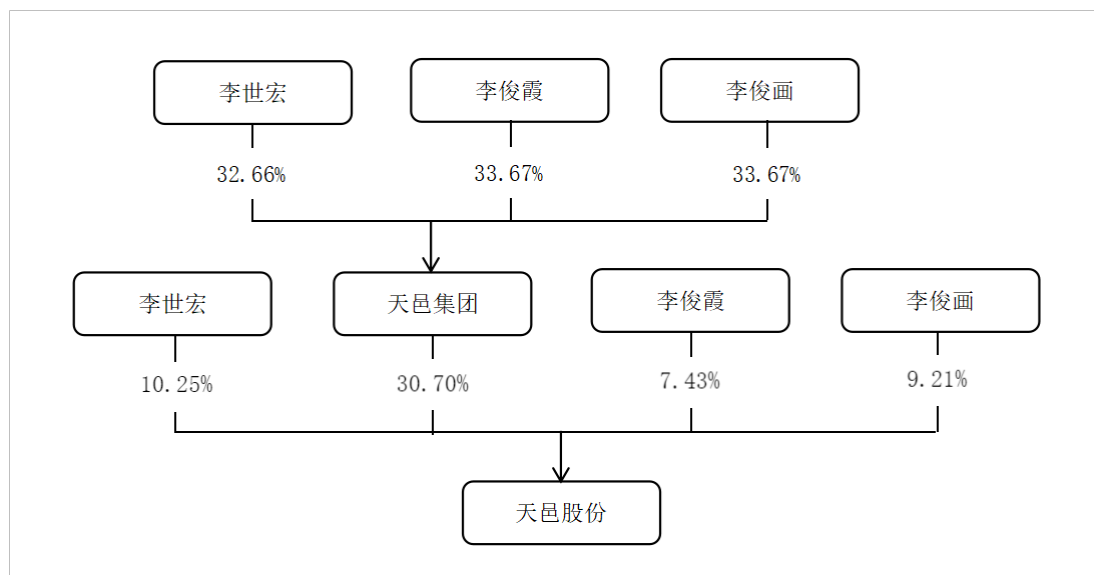 李世宏
李俊霞
李俊画
32.66%
33.67%
33.67%
李世宏
天邑集团
李俊霞
李俊画
10.25%
30.70%
7.43%
9.21%
天邑股份